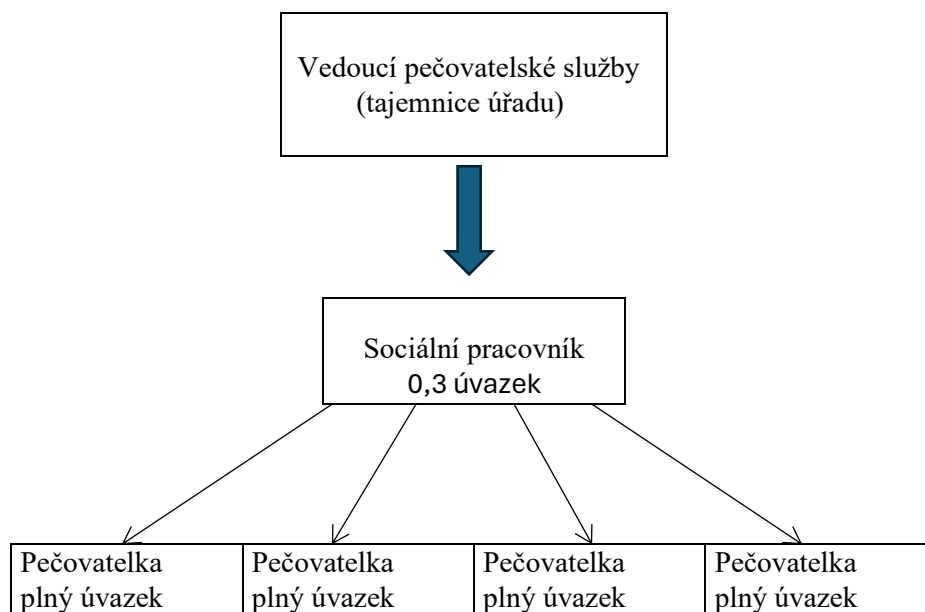 Vedoucí pečovatelské služby
(tajemnice úřadu)
Sociální pracovník
0,3 úvazek
Pečovatelka
plný úvazek
Pečovatelka
plný úvazek
Pečovatelka
plný úvazek
Pečovatelka
plný úvazek